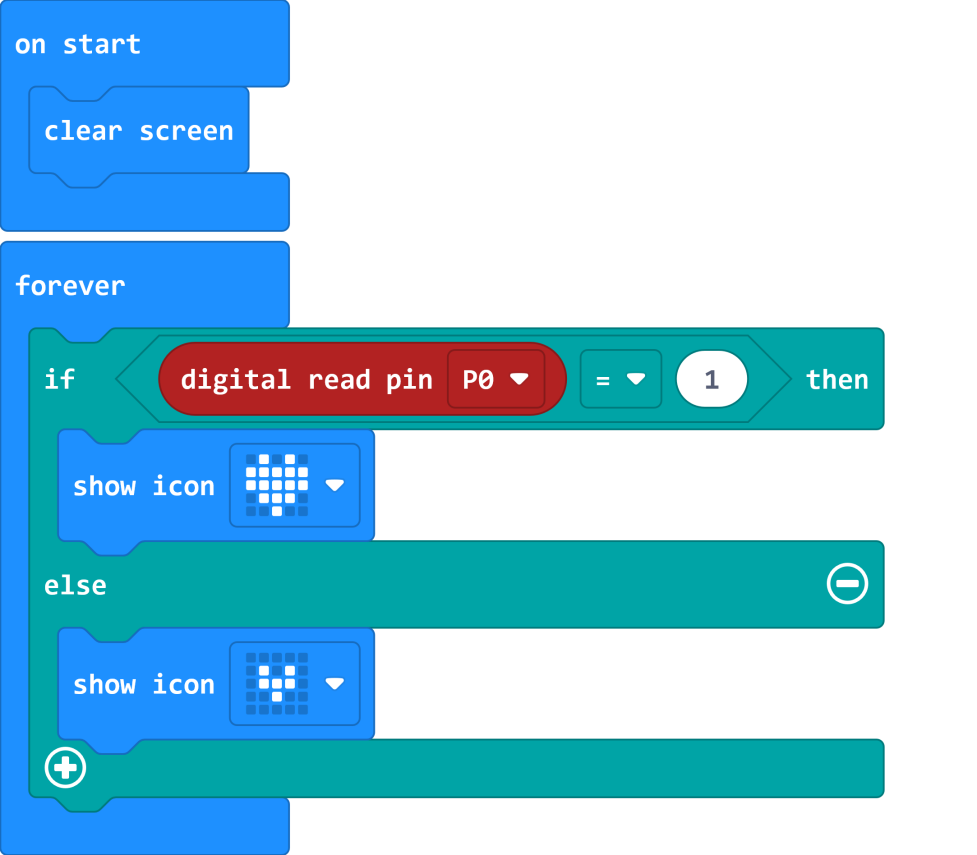 on start
clear screen
forever
if digital read pin P0 = 1 then
show icon
else
show icon